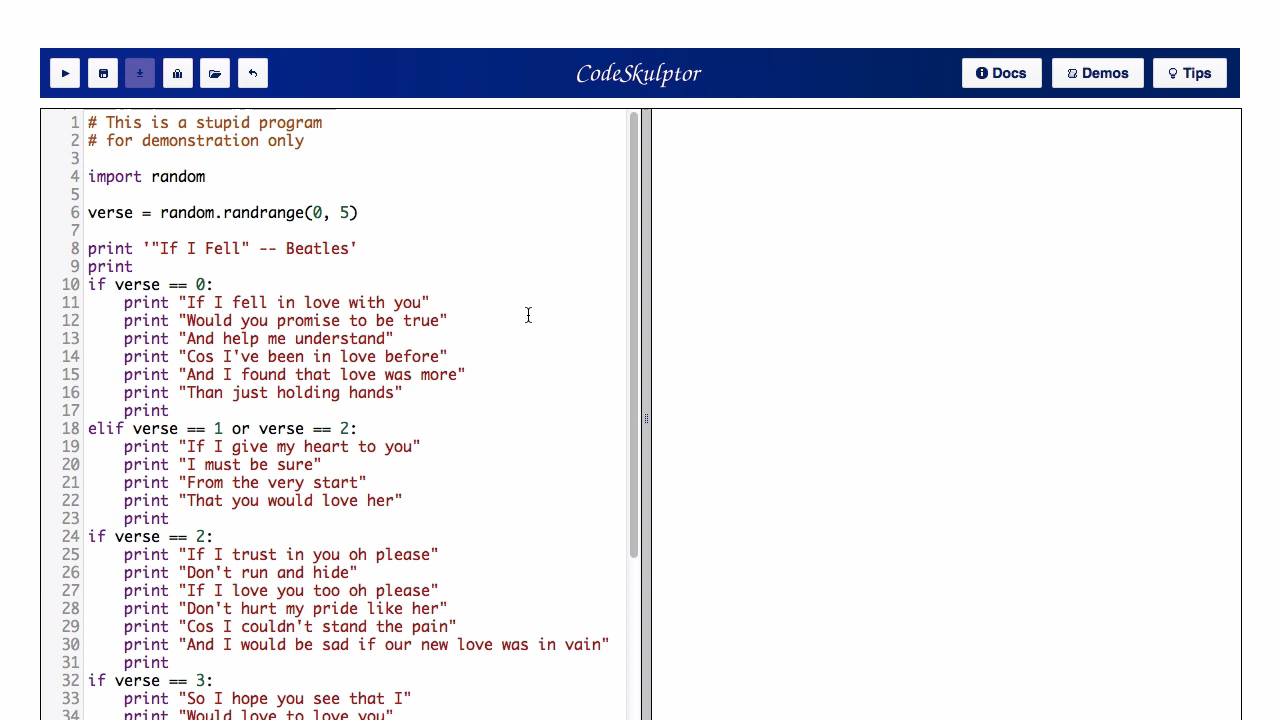 CodeSkulptor
Docs
Demos
Tips
1 # This is a stupid program
2 # for demonstration only
3
4 import random
5
6 verse = random.randrange(0, 5)
7
8 print '"If I Fell" -- Beatles'
9 print
10 if verse == 0:
11     print "If I fell in love with you"
12     print "Would you promise to be true"
13     print "And help me understand"
14     print "Cos I've been in love before"
15     print "And I found that love was more"
16     print "Than just holding hands"
17     print
18 elif verse == 1 or verse == 2:
19     print "If I give my heart to you"
20     print "I must be sure"
21     print "From the very start"
22     print "That you would love her"
23     print
24 if verse == 2:
25     print "If I trust in you oh please"
26     print "Don't run and hide"
27     print "If I love you too oh please"
28     print "Don't hurt my pride like her"
29     print "Cos I couldn't stand the pain"
30     print "And I would be sad if our new love was in vain"
31     print
32 if verse == 3:
33     print "So I hope you see that I"
34     print "Would love to love you"